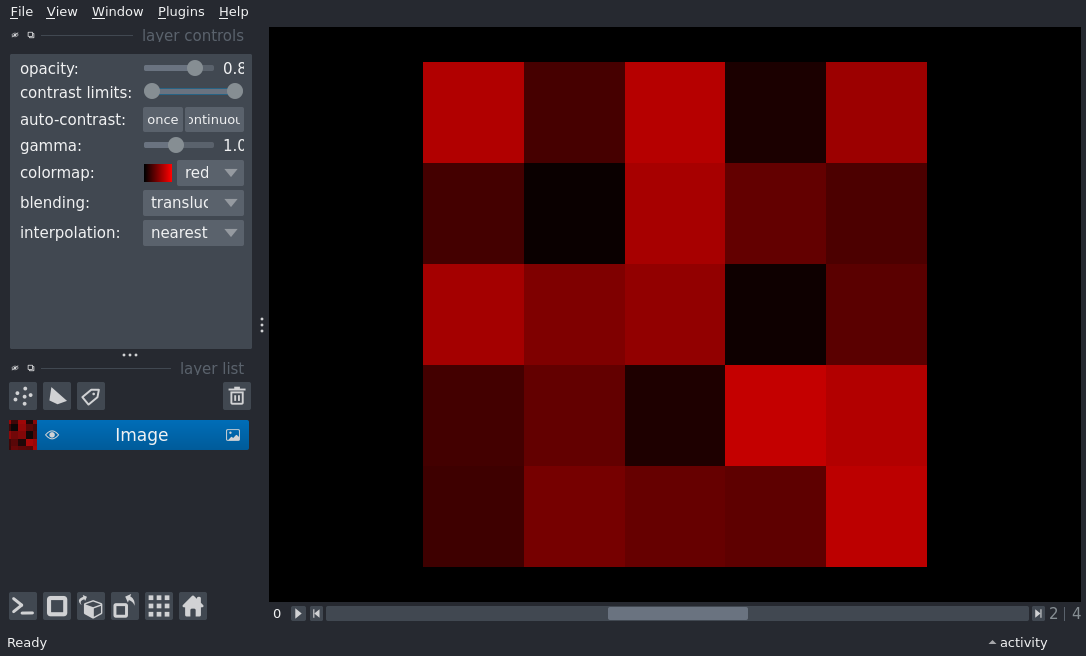 File View Window Plugins Help
layer controls
opacity: 0.8
contrast limits:
auto-contrast: once ontinuou
gamma: 1.0
colormap: red
blending: transluc
interpolation: nearest
layer list
Image
0 2 | 4
Ready activity